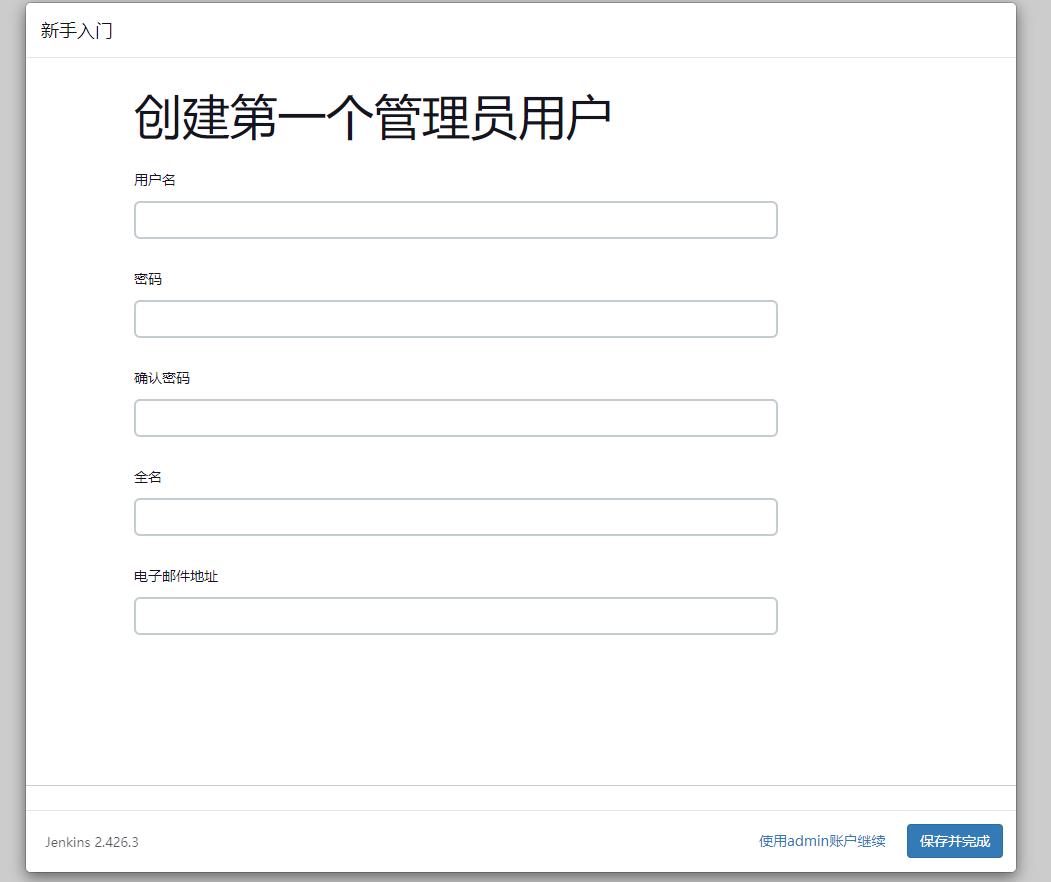 新手入门
创建第一个管理员用户
用户名
密码
确认密码
全名
电子邮件地址
Jenkins 2.426.3
使用admin账户继续
保存并完成